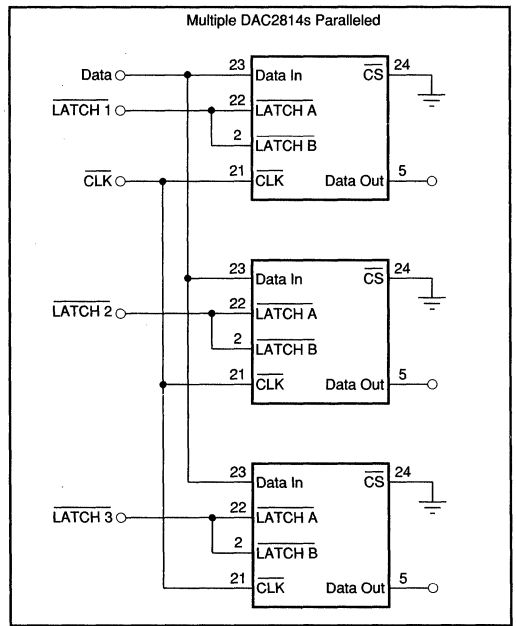 Multiple DAC2814s Paralleled
Data 23 Data In CS 24
LATCH 1 22 LATCH A
2 LATCH B
CLK 21 CLK Data Out 5
23 Data In CS 24
LATCH 2 22 LATCH A
2 LATCH B
21 CLK Data Out 5
23 Data In CS 24
LATCH 3 22 LATCH A
2 LATCH B
21 CLK Data Out 5